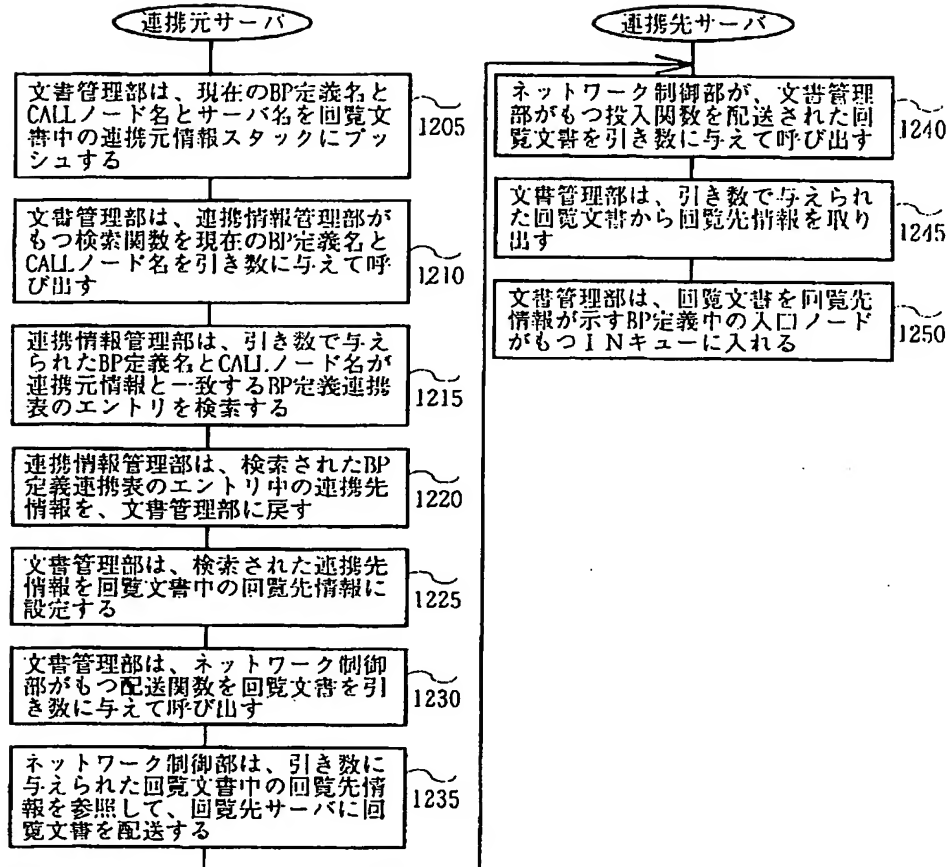 連携元サーバ
文書管理部は、現在のBP定義名と
CALLノード名とサーバ名を回覧文
書中の連携元情報スタックにプッ
シュする
1205
文書管理部は、連携情報管理部が
もつ検索関数を現在のBP定義名と
CALLノード名を引き数に与えて呼
び出す
1210
連携情報管理部は、引き数で与え
られたBP定義名とCALLノード名が
連携元情報と一致するBP定義連携
表のエントリを検索する
1215
連携情報管理部は、検索されたBP
定義連携表のエントリ中の連携先
情報を、文書管理部に戻す
1220
文書管理部は、検索された連携先
情報を回覧文書中の回覧先情報に
設定する
1225
文書管理部は、ネットワーク制御
部がもつ配送関数を回覧文書を引
き数に与えて呼び出す
1230
ネットワーク制御部は、引き数に
与えられた回覧文書中の回覧先情
報を参照して、回覧先サーバに回
覧文書を配送する
1235
連携先サーバ
ネットワーク制御部が、文書管理
部がもつ投入関数を配送された回
覧文書を引き数に与えて呼び出す
1240
文書管理部は、引き数で与えられ
た回覧文書から回覧先情報を取り
出す
1245
文書管理部は、回覧文書を回覧先
情報が示すBP定義中の入口ノード
がもつINキューに入れる
1250